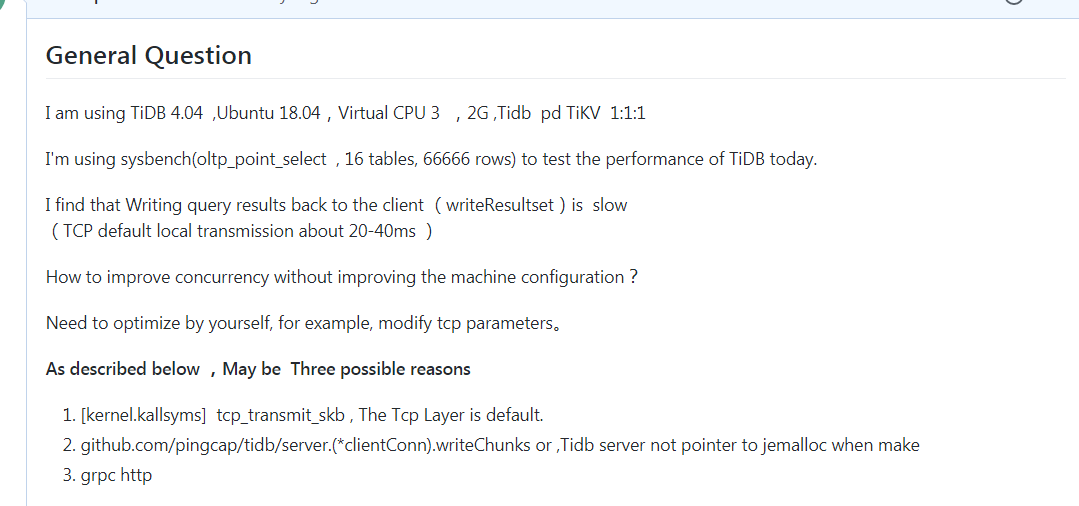 General Question
I am using TiDB 4.04 ,Ubuntu 18.04 , Virtual CPU 3 , 2G ,Tidb pd TiKV 1:1:1
I'm using sysbench(oltp_point_select , 16 tables, 66666 rows) to test the performance of TiDB today.
I find that Writing query results back to the client ( writeResultset ) is slow
( TCP default local transmission about 20-40ms )
How to improve concurrency without improving the machine configuration ?
Need to optimize by yourself, for example, modify tcp parameters。
As described below , May be Three possible reasons
1. [kernel.kallsyms] tcp_transmit_skb , The Tcp Layer is default.
2. github.com/pingcap/tidb/server.(*clientConn).writeChunks or ,Tidb server not pointer to jemalloc when make
3. grpc http